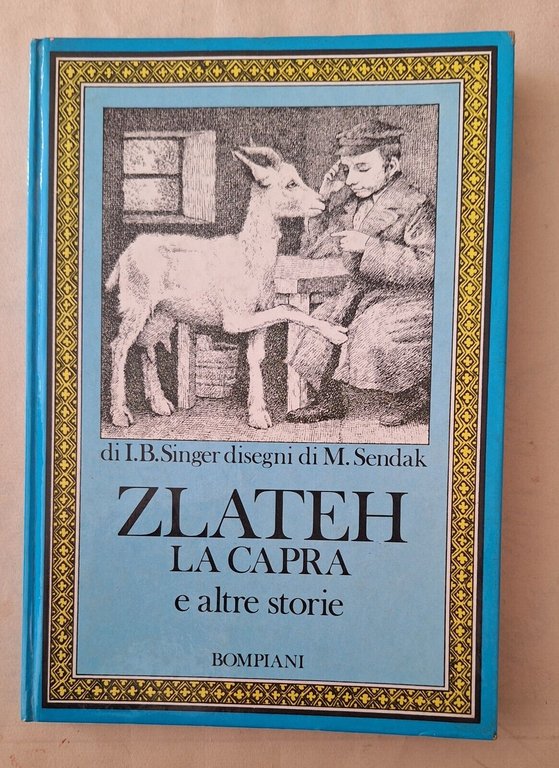 di I.B. Singer disegni di M. Sendak
ZLATEH
LA CAPRA
e altre storie
BOMPIANI